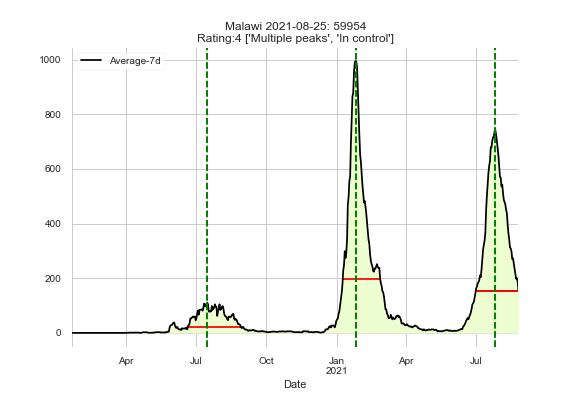 Malawi 2021-08-25: 59954
Rating:4 ['Multiple peaks', 'In control']
Average-7d
1000
800
600
400
200
0
Apr
Jul
Oct
Jan
2021
Apr
Jul
Date